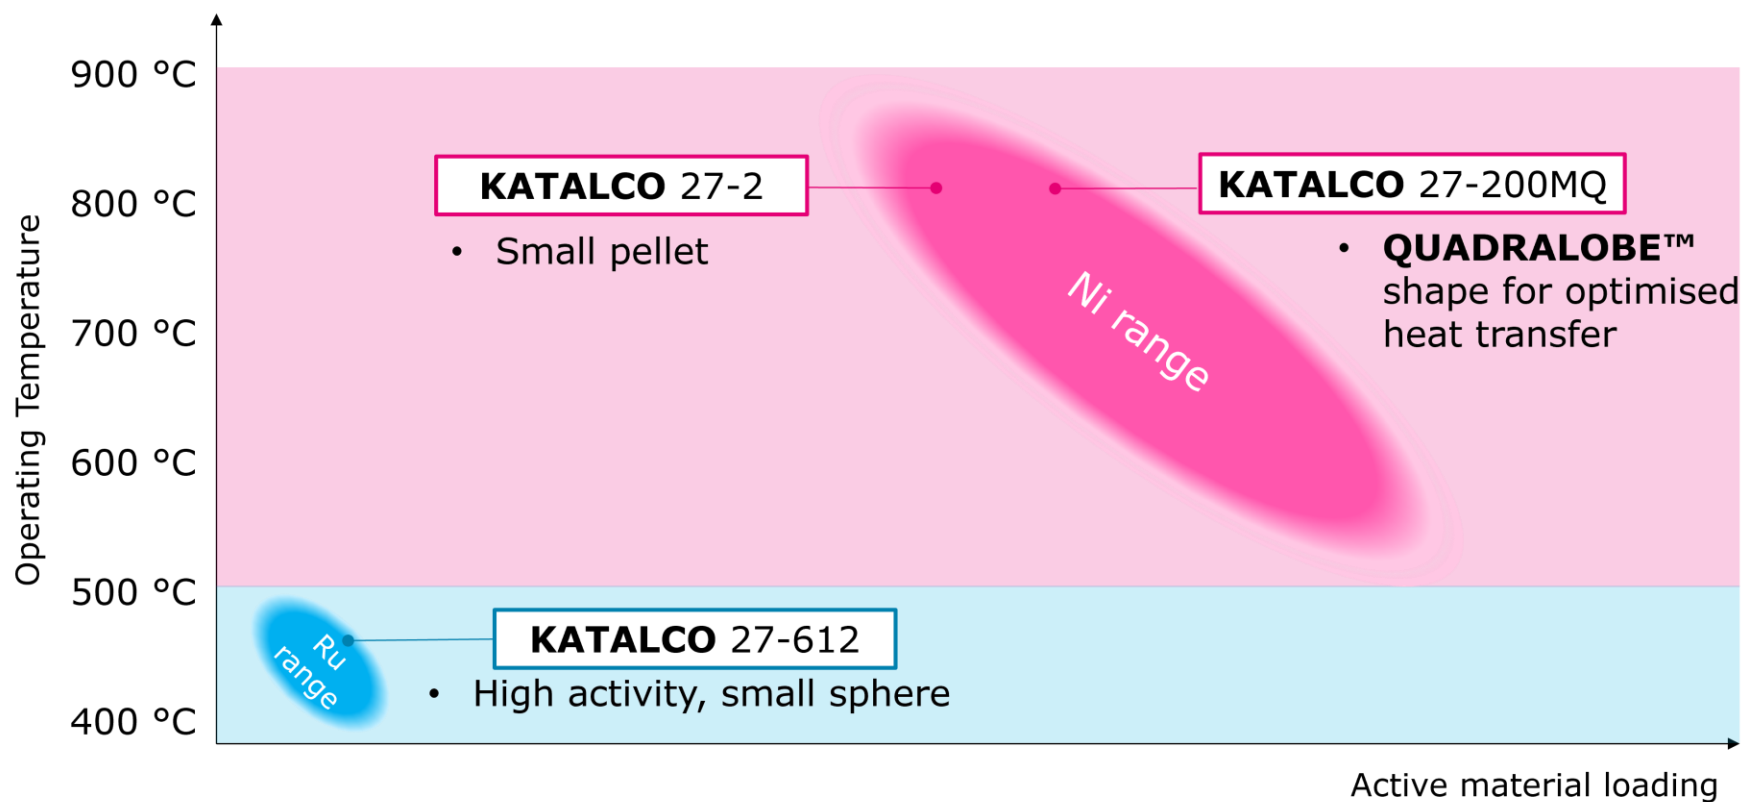 900 °C
800 °C
700 °C
600 °C
500 °C
400 °C
Operating Temperature
KATALCO 27-2
• Small pellet
KATALCO 27-200MQ
• QUADRALOBE™
shape for optimised
heat transfer
Ni range
KATALCO 27-612
• High activity, small sphere
Ru
range
Active material loading